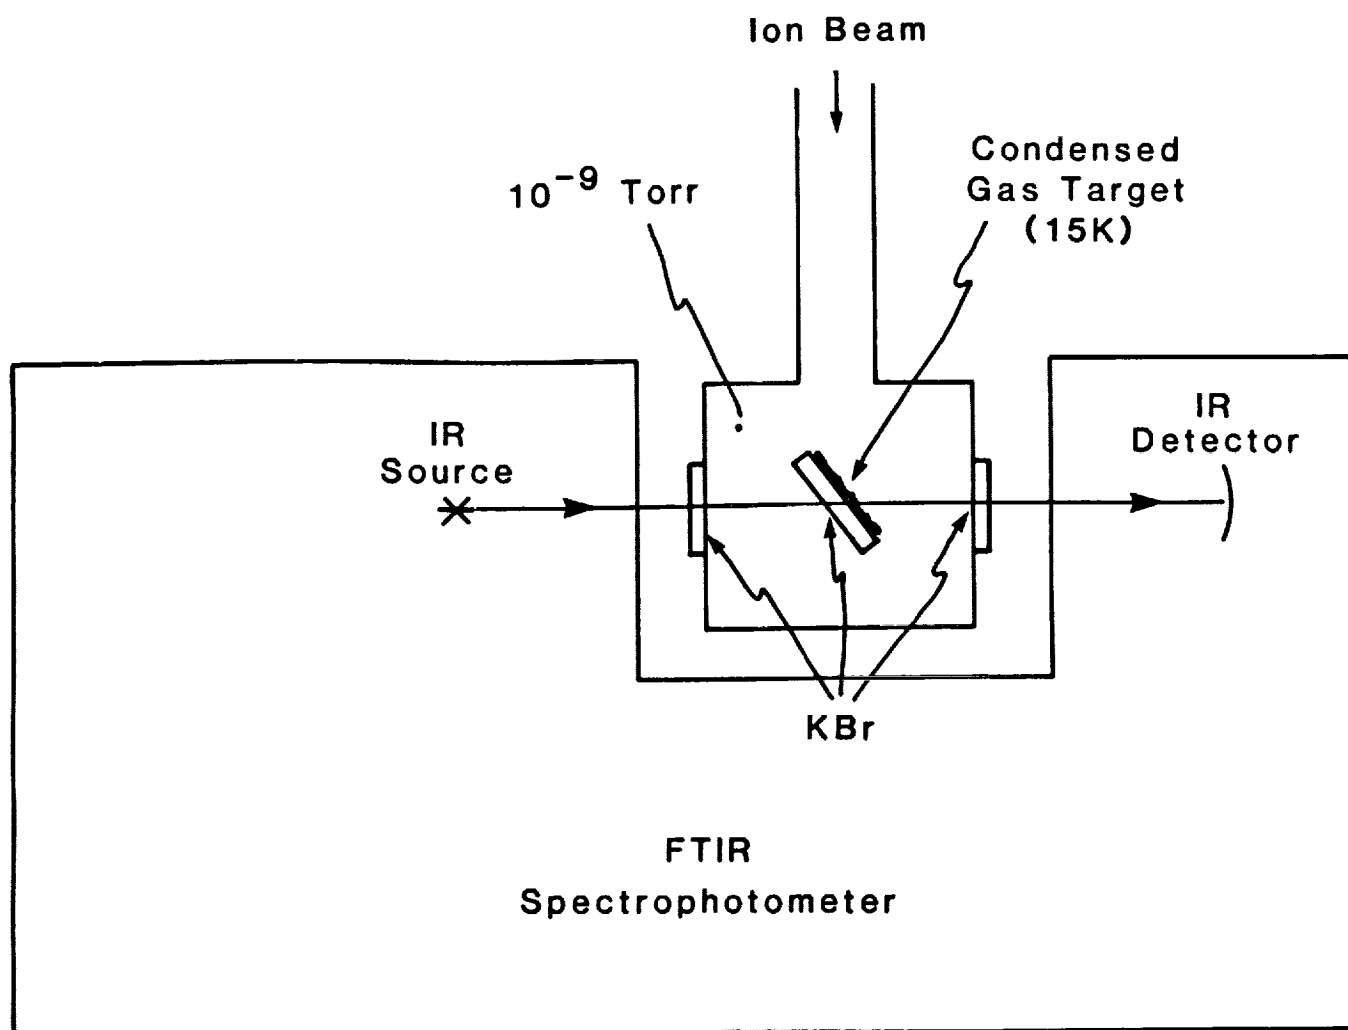 Ion Beam
10⁻⁹ Torr
Condensed
Gas Target
(15K)
IR
Source
IR
Detector
KBr
FTIR
Spectrophotometer